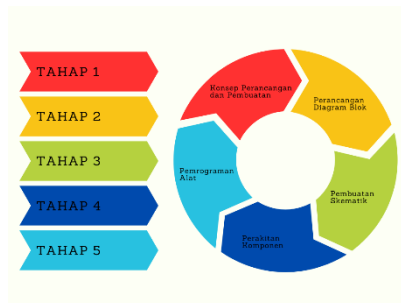 TAHAP 1
TAHAP 2
TAHAP 3
TAHAP 4
TAHAP 5
Konsep Perancangan
dan Pembuatan
Perancangan
Diagram Blok
Pembuatan
Skematik
Perakitan
Komponen
Pemrograman
Alat